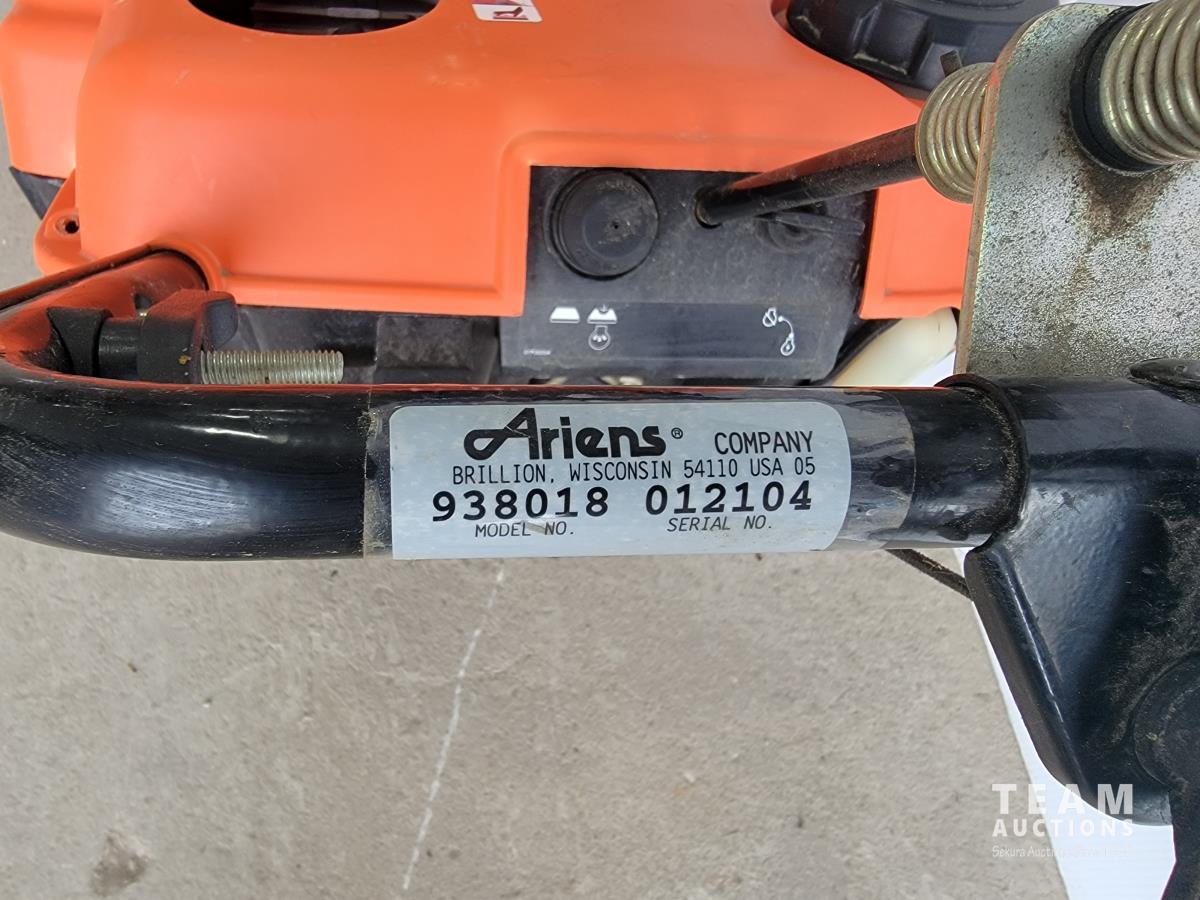 Ariens® COMPANY
BRILLION, WISCONSIN 54110 USA 05
938018 012104
MODEL NO. SERIAL NO.
TEAM
AUCTIONS